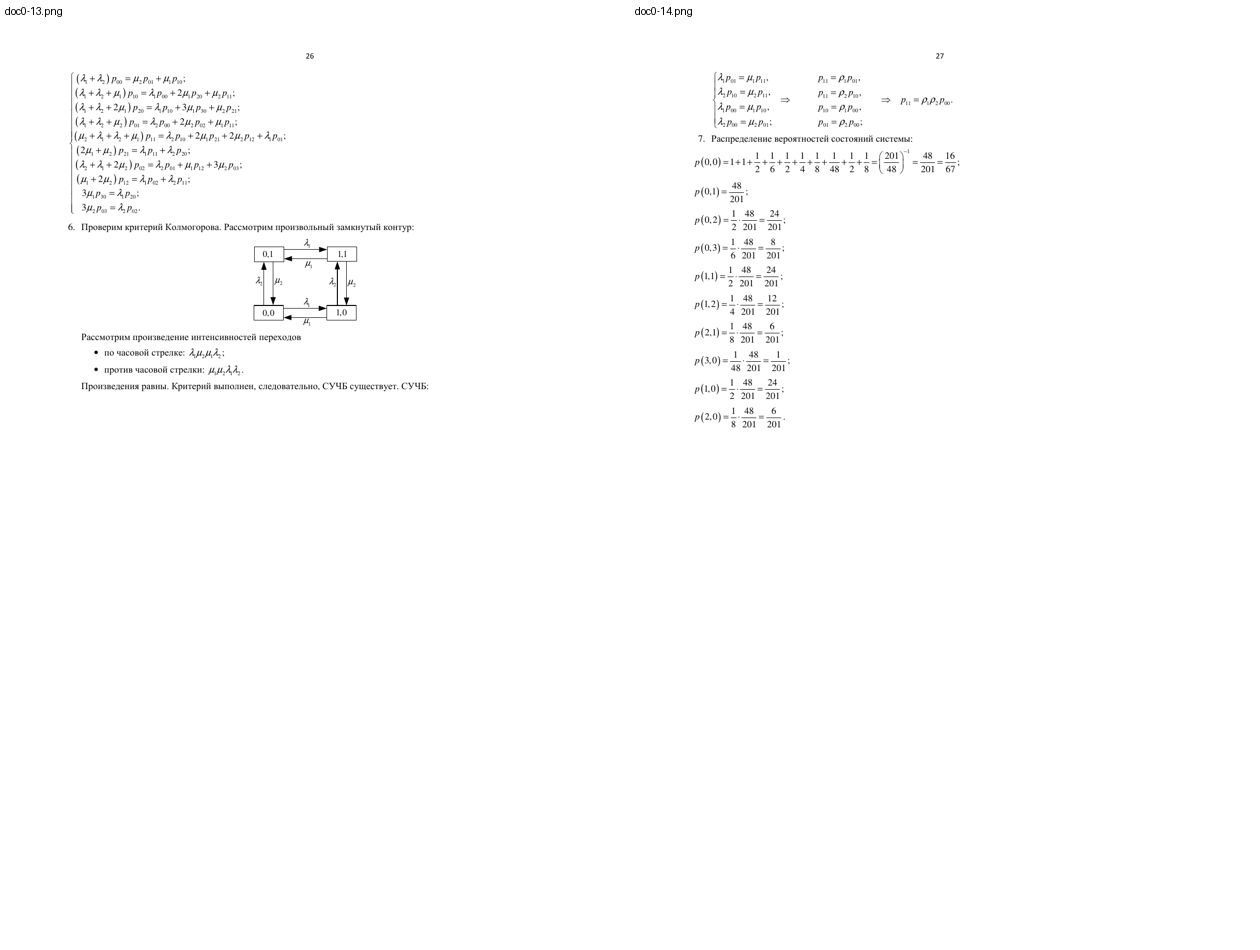 doc0-13.png
26
(λ₁ + λ₂) p₀₀ = μ₂p₀₁ + μ₁p₁₀;
(λ₁ + λ₂ + μ₁) p₁₀ = λ₁p₀₀ + 2μ₁p₂₀ + μ₂p₁₁;
(λ₁ + λ₂ + 2μ₁) p₂₀ = λ₁p₁₀ + 3μ₁p₃₀ + μ₂p₂₁;
(λ₁ + λ₂ + μ₂) p₀₁ = λ₂p₀₀ + 2μ₂p₀₂ + μ₁p₁₁;
(μ₂ + λ₁ + λ₂ + μ₁) p₁₁ = λ₂p₁₀ + 2μ₁p₂₁ + 2μ₂p₁₂ + λ₁p₀₁;
(2μ₁ + μ₂) p₂₁ = λ₁p₁₁ + λ₂p₂₀;
(λ₂ + λ₁ + 2μ₂) p₀₂ = λ₂p₀₁ + μ₁p₁₂ + 3μ₂p₀₃;
(μ₁ + 2μ₂) p₁₂ = λ₁p₀₂ + λ₂p₁₁;
3μ₁p₃₀ = λ₁p₂₀;
3μ₂p₀₃ = λ₂p₀₂.
6. Проверим критерий Колмогорова. Рассмотрим произвольный замкнутый контур:
λ₁
0,1 1,1
μ₁
λ₂ μ₂ λ₂ μ₂
λ₁
0,0 1,0
μ₁
Рассмотрим произведение интенсивностей переходов
• по часовой стрелке: λ₁μ₂μ₁λ₂;
• против часовой стрелки: μ₁μ₂λ₁λ₂.
Произведения равны. Критерий выполнен, следовательно, СУЧБ существует. СУЧБ:
doc0-14.png
27
λ₁p₀₁ = μ₁p₁₁, p₁₁ = ρ₁p₀₁,
λ₂p₁₀ = μ₂p₁₁, p₁₁ = ρ₂p₁₀,
⇒ ⇒ p₁₁ = ρ₁ρ₂p₀₀.
λ₁p₀₀ = μ₁p₁₀, p₁₀ = ρ₁p₀₀,
λ₂p₀₀ = μ₂p₀₁; p₀₁ = ρ₂p₀₀;
7. Распределение вероятностей состояний системы:
p(0,0) = 1+1+1/2+1/6+1/2+1/4+1/8+1/48+1/2+1/8 = (201/48)⁻¹ = 48/201 = 16/67;
p(0,1) = 48/201;
p(0,2) = 1/2 · 48/201 = 24/201;
p(0,3) = 1/6 · 48/201 = 8/201;
p(1,1) = 1/2 · 48/201 = 24/201;
p(1,2) = 1/4 · 48/201 = 12/201;
p(2,1) = 1/8 · 48/201 = 6/201;
p(3,0) = 1/48 · 48/201 = 1/201;
p(1,0) = 1/2 · 48/201 = 24/201;
p(2,0) = 1/8 · 48/201 = 6/201.